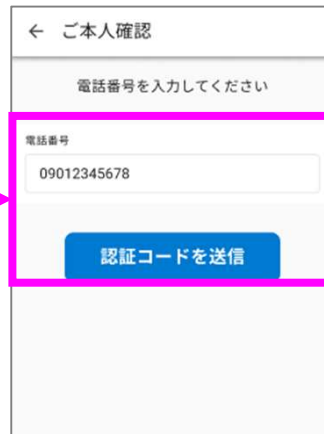 ← ご本人確認
電話番号を入力してください
電話番号
09012345678
認証コードを送信